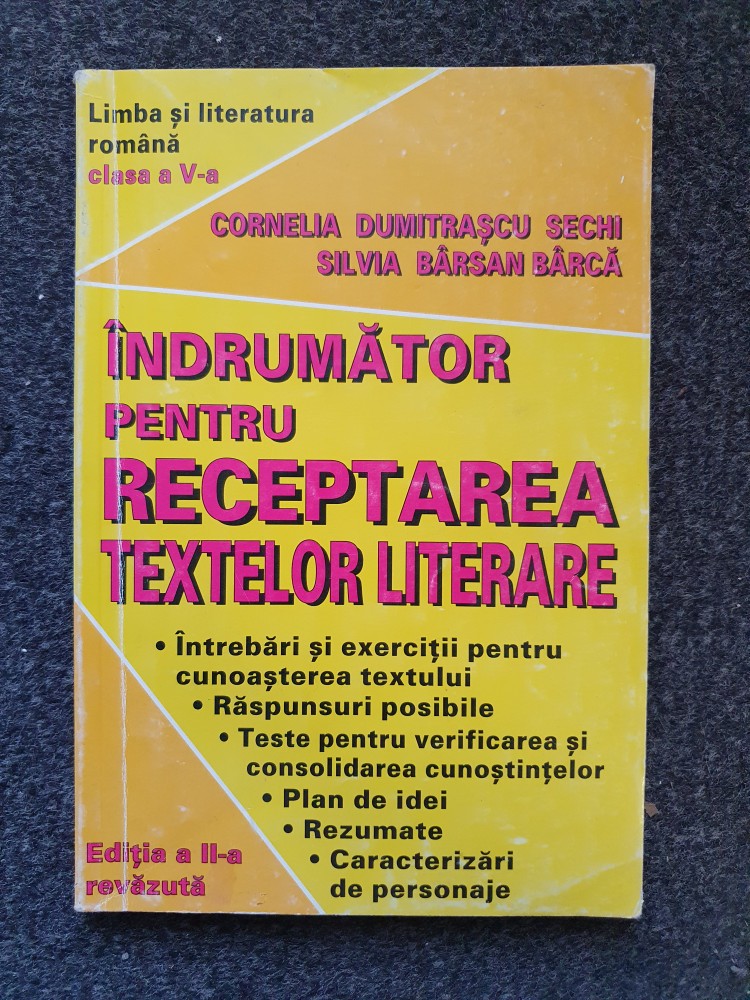 Limba și literatura
română
clasa a V-a
CORNELIA DUMITRAȘCU SECHI
SILVIA BÂRSAN BÂRCĂ
ÎNDRUMĂTOR
PENTRU
RECEPTAREA
TEXTELOR LITERARE
• Întrebări și exerciții pentru
cunoașterea textului
• Răspunsuri posibile
• Teste pentru verificarea și
consolidarea cunoștințelor
• Plan de idei
• Rezumate
• Caracterizări
de personaje
Ediția a II-a
revăzută